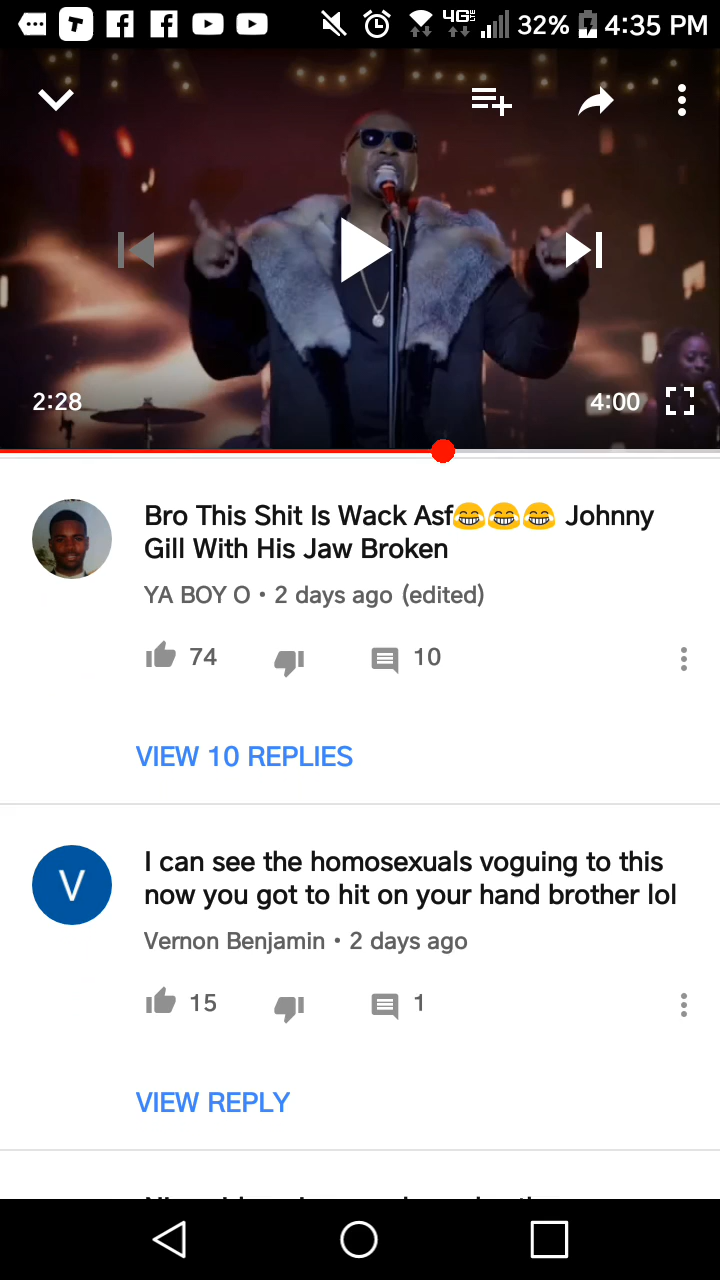 4G LTE 32% 4:35 PM
2:28
4:00
Bro This Shit Is Wack Asf😂😂😂 Johnny
Gill With His Jaw Broken
YA BOY O • 2 days ago (edited)
74
10
VIEW 10 REPLIES
V
I can see the homosexuals voguing to this
now you got to hit on your hand brother lol
Vernon Benjamin • 2 days ago
15
1
VIEW REPLY